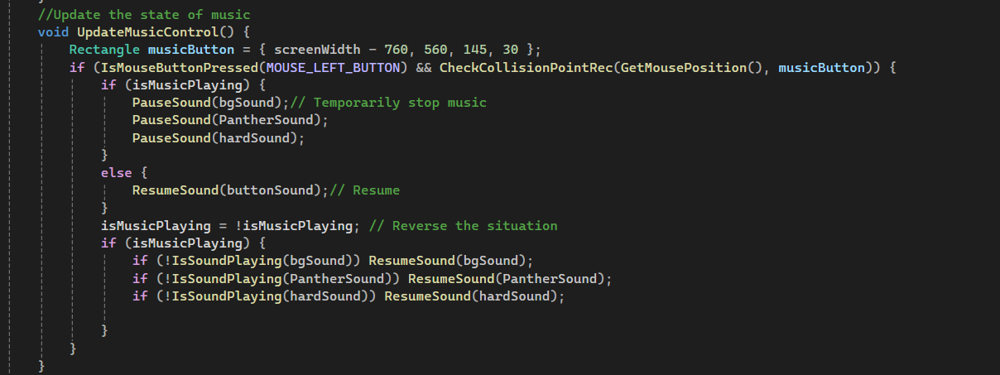 //Update the state of music
void UpdateMusicControl() {
Rectangle musicButton = { screenWidth - 760, 560, 145, 30 };
if (IsMouseButtonPressed(MOUSE_LEFT_BUTTON) && CheckCollisionPointRec(GetMousePosition(), musicButton)) {
if (isMusicPlaying) {
PauseSound(bgSound);// Temporarily stop music
PauseSound(PantherSound);
PauseSound(hardSound);
}
else {
ResumeSound(buttonSound);// Resume
}
isMusicPlaying = !isMusicPlaying; // Reverse the situation
if (isMusicPlaying) {
if (!IsSoundPlaying(bgSound)) ResumeSound(bgSound);
if (!IsSoundPlaying(PantherSound)) ResumeSound(PantherSound);
if (!IsSoundPlaying(hardSound)) ResumeSound(hardSound);
}
}
}